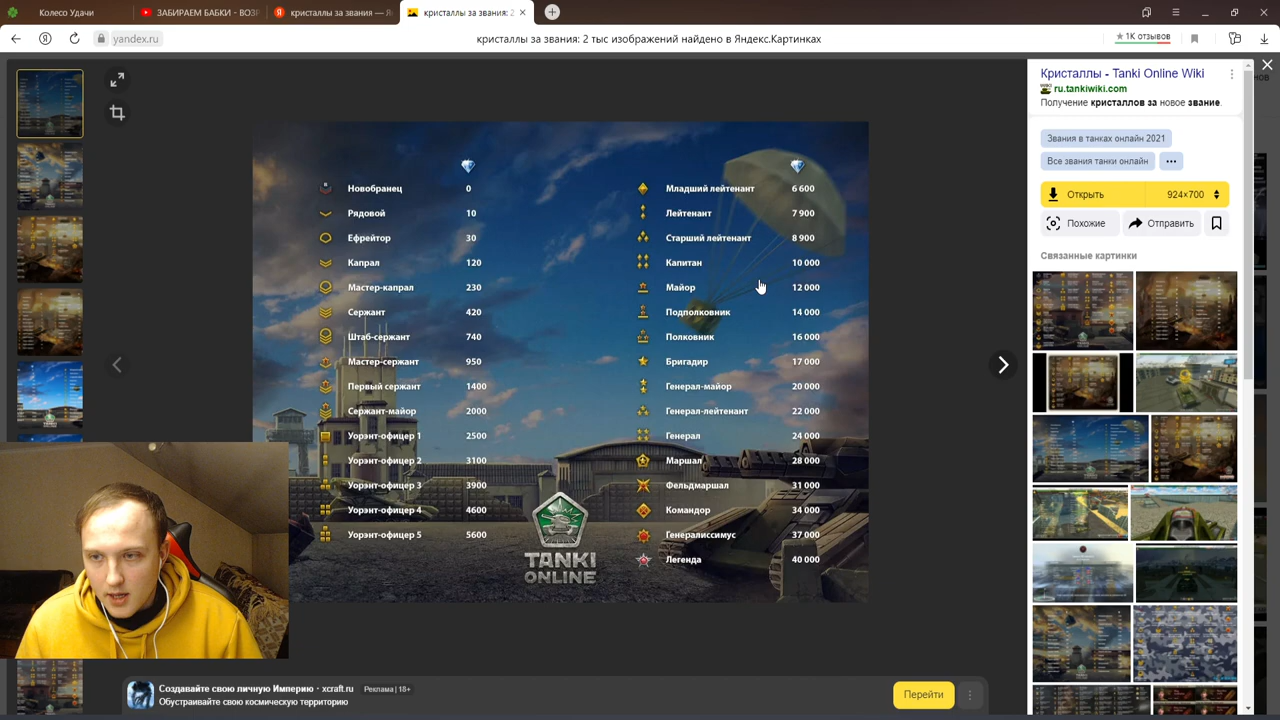 Колесо Удачи
ЗАБИРАЕМ БАБКИ - ВОЗР
кристаллы за звания:
кристаллы за звания: 2
yandex.ru
кристаллы за звания: 2 тыс изображений найдено в Яндекс.Картинках
★ 1K отзывов
Кристаллы - Tanki Online Wiki
ru.tankiwiki.com
Получение кристаллов за новое звание.
Звания в танках онлайн 2021
Все звания танки онлайн
Открыть 924×700
Похожие Отправить
Связанные картинки
Новобранец 0
Рядовой 10
Ефрейтор 30
Капрал 120
Мастер-капрал 230
Сержант 420
Штаб-сержант 740
Мастер-сержант 950
Первый сержант 1400
Сержант-майор 2000
Уорэнт-офицер 1 2500
Уорэнт-офицер 3100
Уорэнт-офицер 3
Уорэнт-офицер 4 4600
Уорэнт-офицер 5 5600
Младший лейтенант 6 600
Лейтенант 7 900
Старший лейтенант 8 900
Капитан 10 000
Майор 12 000
Подполковник 14 000
Полковник 16 000
Бригадир 17 000
Генерал-майор 20 000
Генерал-лейтенант 22 000
Генерал 24 000
Маршал 28 000
Фельдмаршал 31 000
Командор 34 000
Генералиссимус 37 000
Легенда 40 000
TANKI
ONLINE
Создавайте свою личную Империю · xcraft.ru Реклама | 18+
Обустраивайте свою планету и территории
Перейти